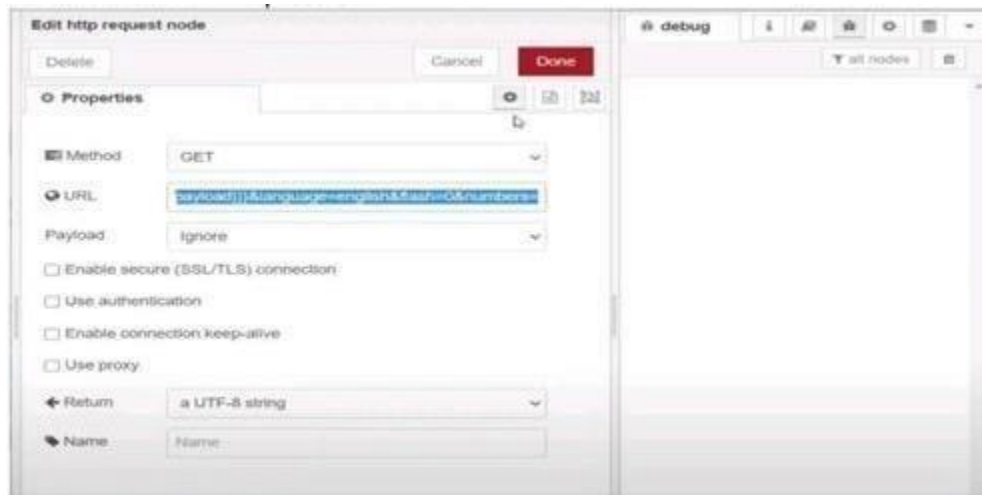 Edit http request node
debug
Delete
Cancel
Done
all nodes
Properties
Method
GET
URL
payload}}}&language=english&flash=0&numbers=
Payload
Ignore
Enable secure (SSL/TLS) connection
Use authentication
Enable connection keep-alive
Use proxy
Return
a UTF-8 string
Name
Name